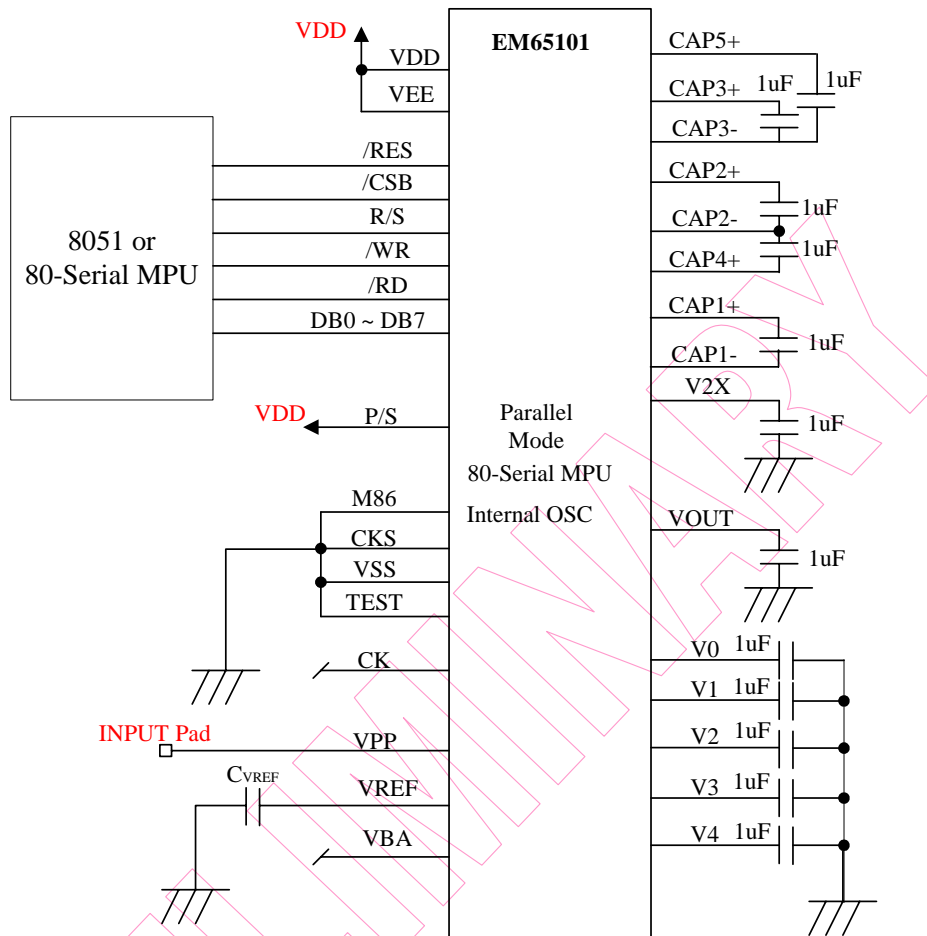 EM65101
VDD
VDD
VEE
8051 or
80-Serial MPU
/RES
/CSB
R/S
/WR
/RD
DB0 ~ DB7
VDD
P/S
M86
CKS
VSS
TEST
CK
INPUT Pad
VPP
CVREF
VREF
VBA
Parallel
Mode
80-Serial MPU
Internal OSC
CAP5+
1uF
1uF
CAP3+
CAP3-
CAP2+
1uF
CAP2-
1uF
CAP4+
CAP1+
1uF
CAP1-
V2X
1uF
VOUT
1uF
V0 1uF
V1 1uF
V2 1uF
V3 1uF
V4 1uF